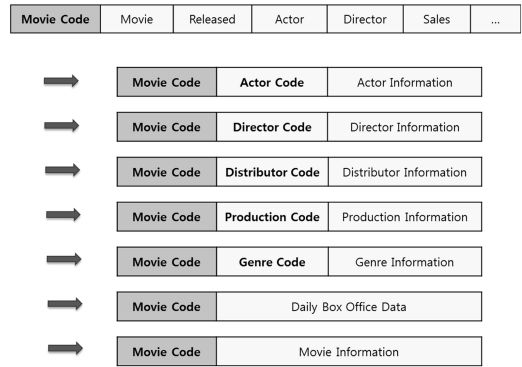 Movie Code Movie Released Actor Director Sales ...
Movie Code Actor Code Actor Information
Movie Code Director Code Director Information
Movie Code Distributor Code Distributor Information
Movie Code Production Code Production Information
Movie Code Genre Code Genre Information
Movie Code Daily Box Office Data
Movie Code Movie Information